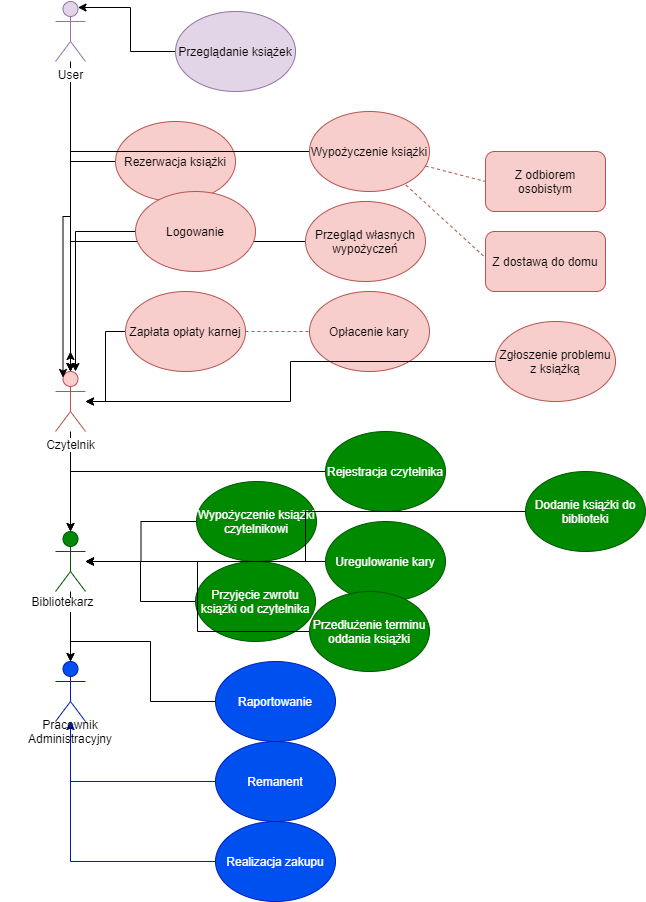 Przeglądanie książek
User
Wypożyczenie książki
Rezerwacja książki
Z odbiorem
osobistym
Logowanie
Przegląd własnych
wypożyczeń
Z dostawą do domu
Zapłata opłaty karnej
Opłacenie kary
Zgłoszenie problemu
z książką
Czytelnik
Rejestracja czytelnika
Wypożyczenie książki
czytelnikowi
Dodanie książki do
biblioteki
Uregulowanie kary
Bibliotekarz
Przyjęcie zwrotu
książki od czytelnika
Przedłużenie terminu
oddania książki
Raportowanie
Pracownik
Administracyjny
Remanent
Realizacja zakupu